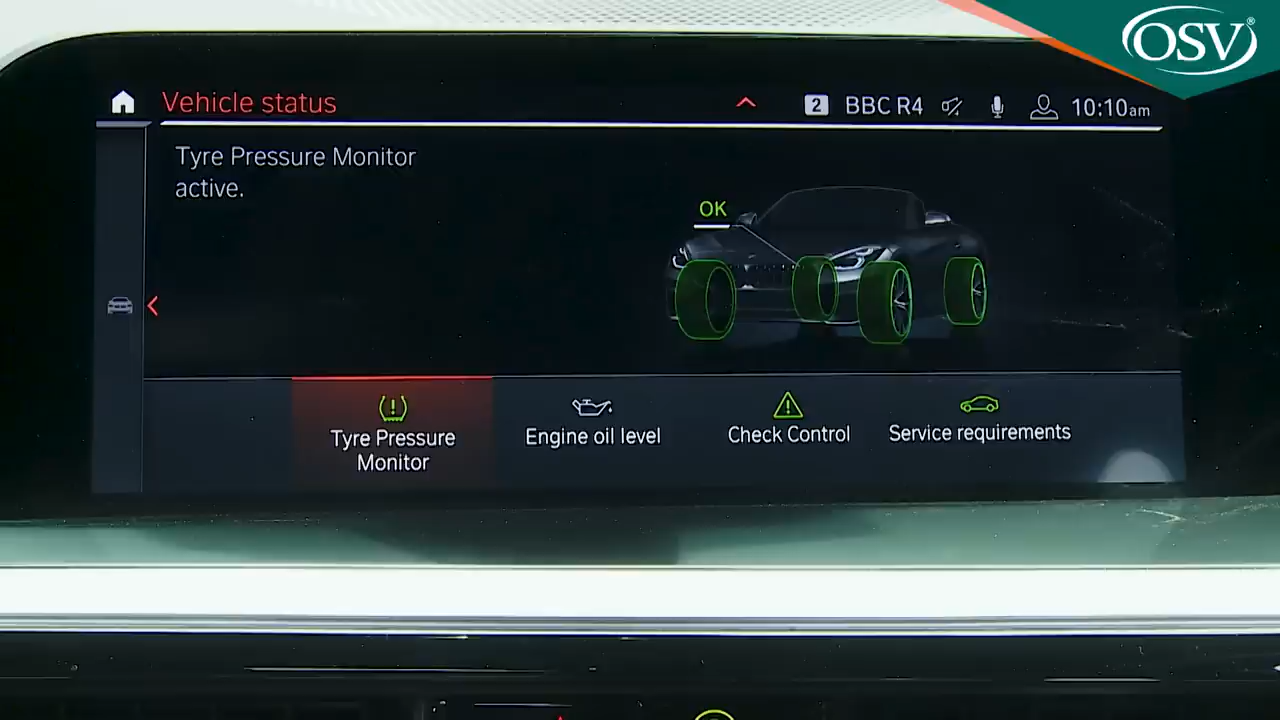 OSV®
Vehicle status
2 BBC R4 10:10am
Tyre Pressure Monitor
active.
OK
Tyre Pressure
Monitor
Engine oil level
Check Control
Service requirements